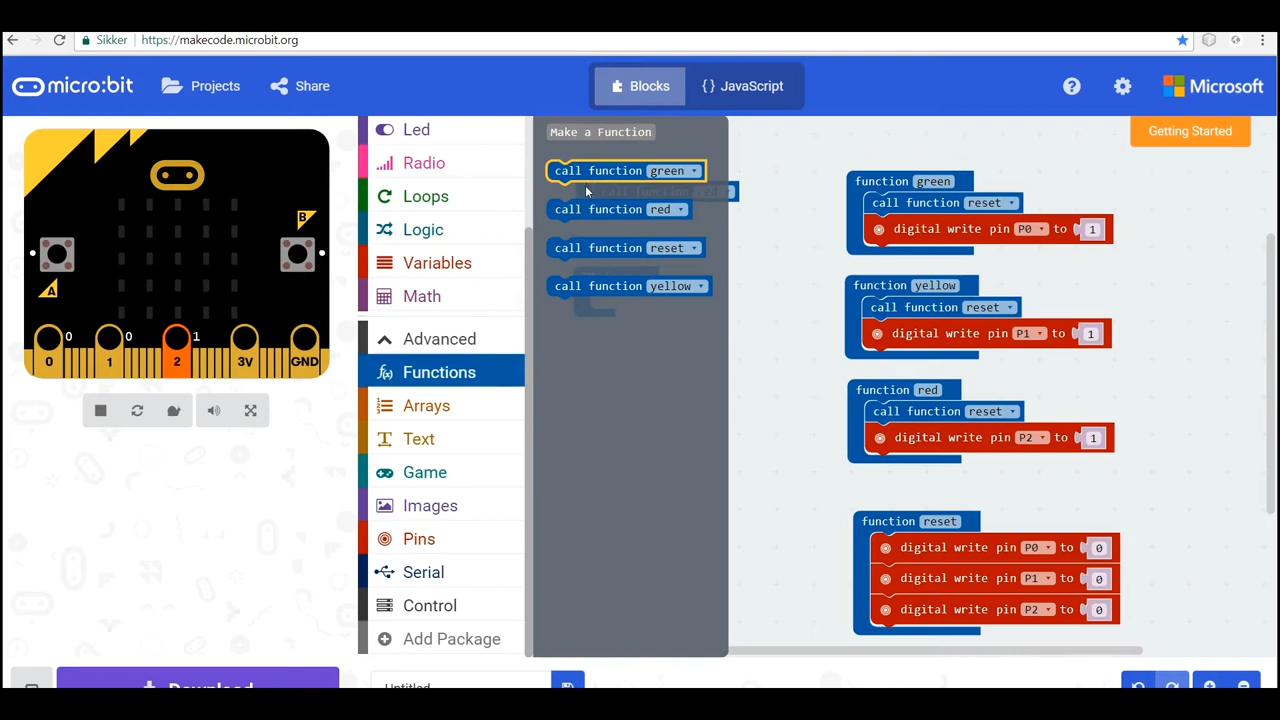 Sikker https://makecode.microbit.org
micro:bit Projects Share Blocks {} JavaScript Microsoft
Getting Started
A
B
0 0
1 0
2 1
3V
GND
Download
Led
Radio
Loops
Logic
Variables
Math
Advanced
Functions
Arrays
Text
Game
Images
Pins
Serial
Control
Add Package
Untitled
Make a Function
call function green
call function red
call function reset
call function yellow
function green
call function reset
digital write pin P0 to 1
function yellow
call function reset
digital write pin P1 to 1
function red
call function reset
digital write pin P2 to 1
function reset
digital write pin P0 to 0
digital write pin P1 to 0
digital write pin P2 to 0